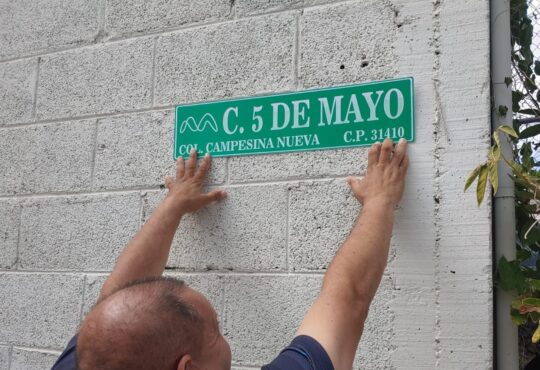 C. 5 DE MAYO
COL. CAMPESINA NUEVA C.P. 31410